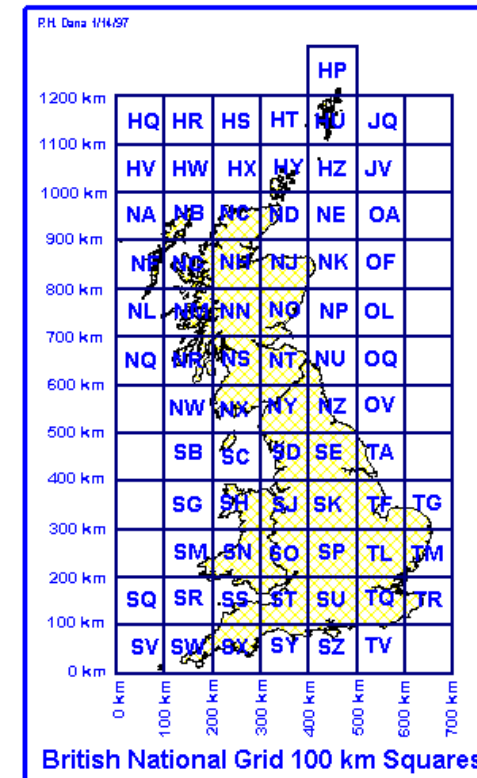 P.H. Dana 1/14/97
HP
1200 km
HQ HR HS HT HU JQ
1100 km
HV HW HX HY HZ JV
1000 km
NA NB NC ND NE OA
900 km
NF NG NH NJ NK OF
800 km
NL NM NN NO NP OL
700 km
NQ NR NS NT NU OQ
600 km
NW NX NY NZ OV
500 km
SB SC SD SE TA
400 km
SG SH SJ SK TF TG
300 km
SM SN SO SP TL TM
200 km
SQ SR SS ST SU TQ TR
100 km
SV SW SX SY SZ TV
0 km
0 km 100 km 200 km 300 km 400 km 500 km 600 km 700 km
British National Grid 100 km Squares